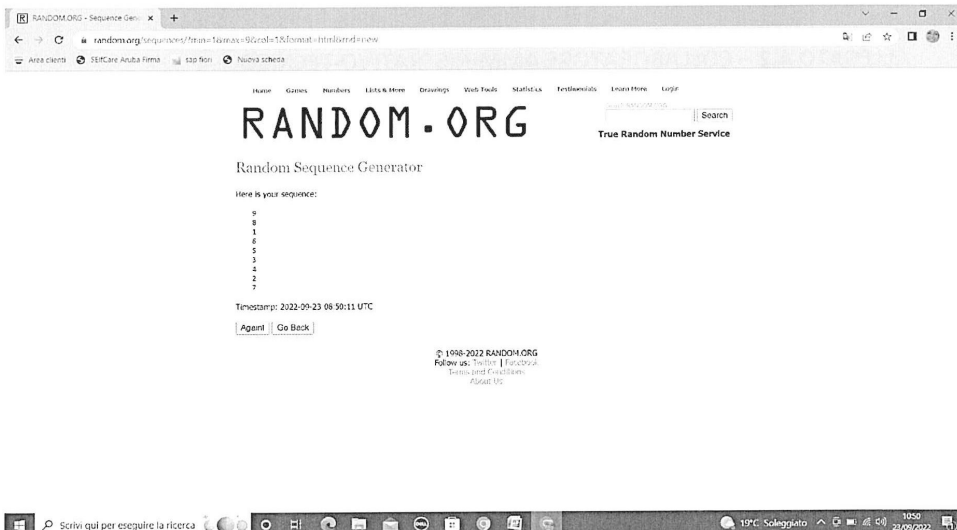 RANDOM.ORG - Sequence Gene
random.org/sequences/?min=1&max=9&col=1&format=html&rnd=new
Area clienti SElfCare Aruba Firma sap fiori Nuova scheda
Home Games Numbers Lists & More Drawings Web Tools Statistics Testimonials Learn More Login
RANDOM.ORG
Search
True Random Number Service
Random Sequence Generator
Here is your sequence:
9
8
1
6
5
3
4
2
7
Timestamp: 2022-09-23 08:50:11 UTC
Again! Go Back
© 1998-2022 RANDOM.ORG
Follow us: Twitter | Facebook
Terms and Conditions
About Us
Scrivi qui per eseguire la ricerca
19°C Soleggiato
10:50
23/09/2022